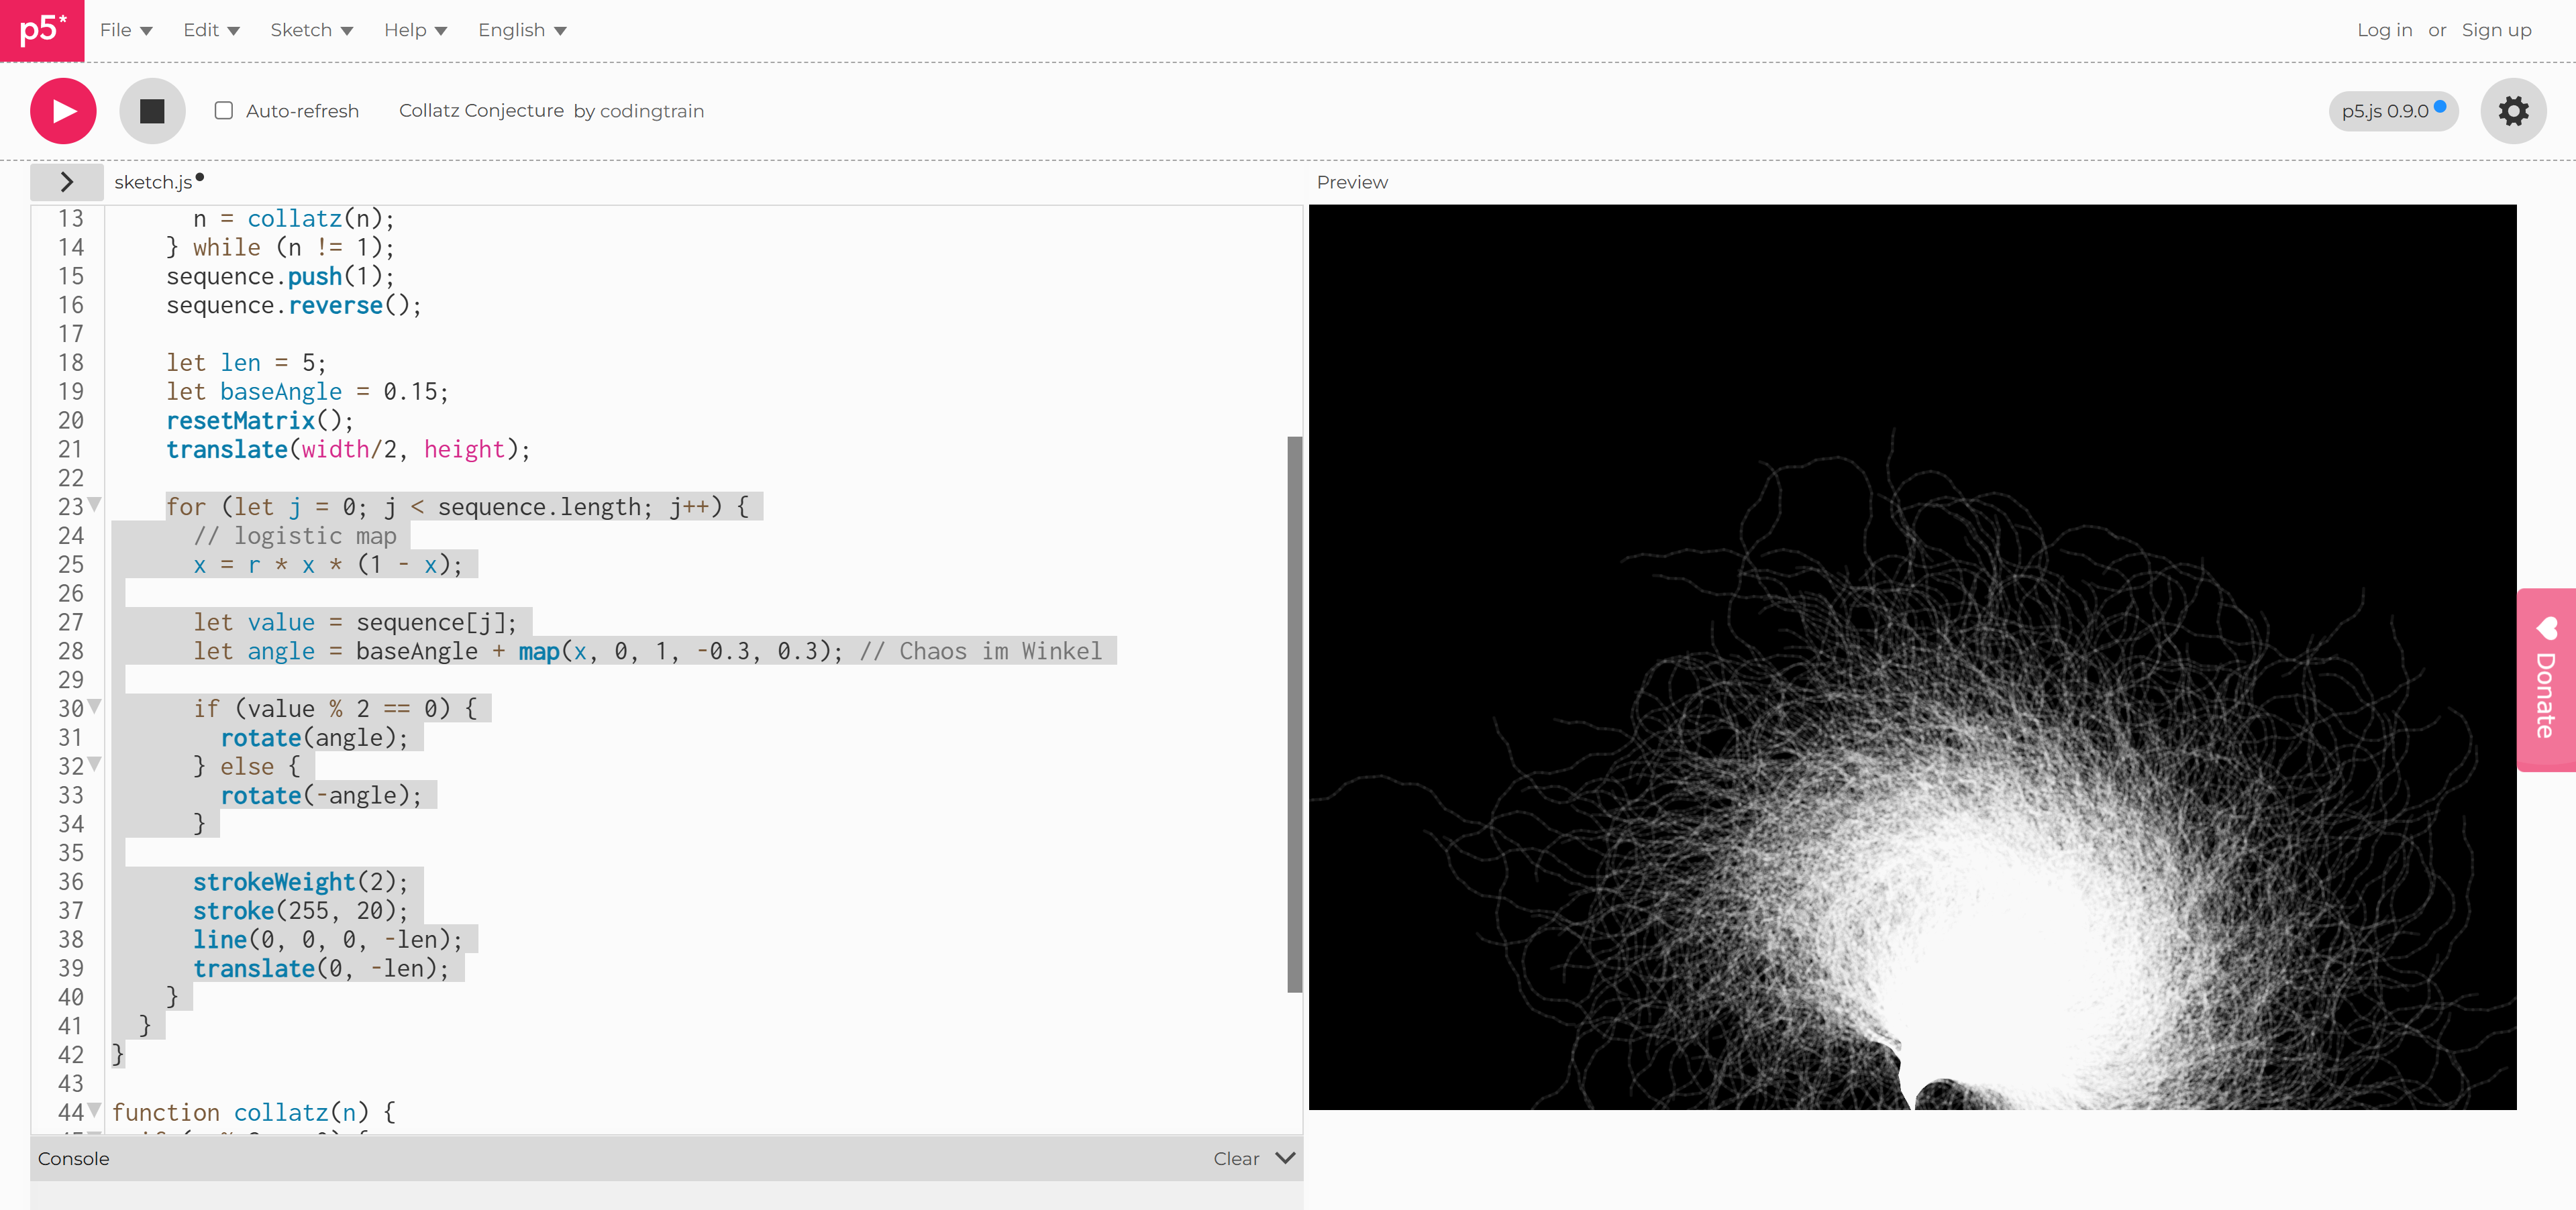 p5*
File Edit Sketch Help English
Log in or Sign up
Auto-refresh Collatz Conjecture by codingtrain
p5.js 0.9.0
sketch.js
Preview
13 n = collatz(n);
14 } while (n != 1);
15 sequence.push(1);
16 sequence.reverse();
17
18 let len = 5;
19 let baseAngle = 0.15;
20 resetMatrix();
21 translate(width/2, height);
22
23 for (let j = 0; j < sequence.length; j++) {
24 // logistic map
25 x = r * x * (1 - x);
26
27 let value = sequence[j];
28 let angle = baseAngle + map(x, 0, 1, -0.3, 0.3); // Chaos im Winkel
29
30 if (value % 2 == 0) {
31 rotate(angle);
32 } else {
33 rotate(-angle);
34 }
35
36 strokeWeight(2);
37 stroke(255, 20);
38 line(0, 0, 0, -len);
39 translate(0, -len);
40 }
41 }
42 }
43
44 function collatz(n) {
Console
Clear
Donate